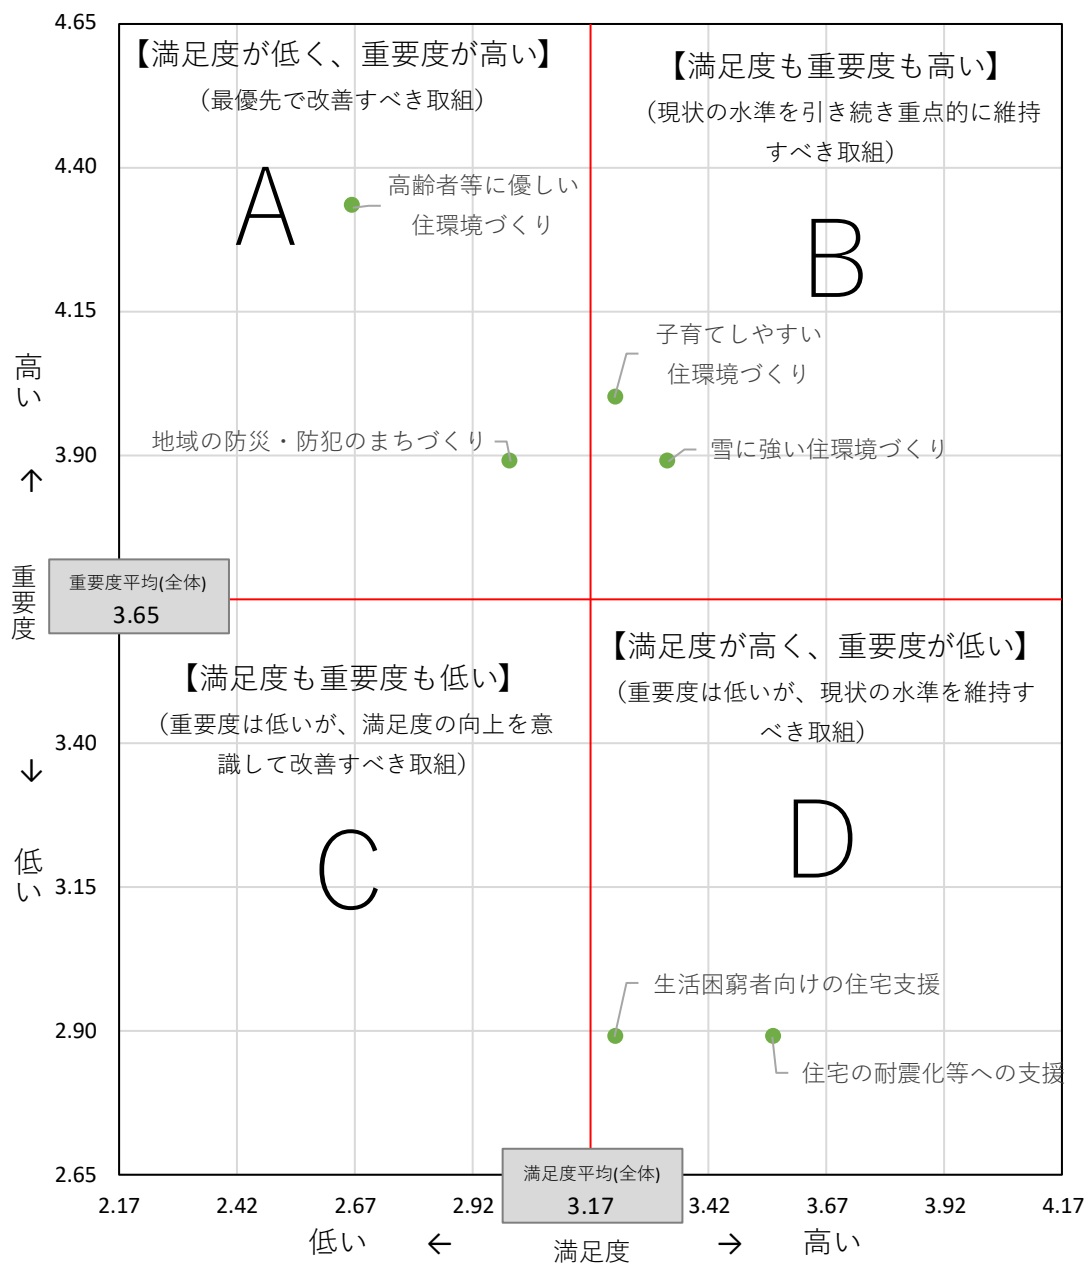 4.65
【満足度が低く、重要度が高い】
（最優先で改善すべき取組）
【満足度も重要度も高い】
（現状の水準を引き続き重点的に維持
すべき取組）
4.40
A
高齢者等に優しい
住環境づくり
B
4.15
子育てしやすい
住環境づくり
高い
地域の防災・防犯のまちづくり
3.90
雪に強い住環境づくり
↑
重要度
重要度平均(全体)
3.65
【満足度も重要度も低い】
（重要度は低いが、満足度の向上を意
識して改善すべき取組）
【満足度が高く、重要度が低い】
（重要度は低いが、現状の水準を維持す
べき取組）
3.40
↓
C
D
低い
3.15
生活困窮者向けの住宅支援
2.90
住宅の耐震化等への支援
2.65
満足度平均(全体)
2.17 2.42 2.67 2.92 3.17 3.42 3.67 3.92 4.17
低い ← 満足度 → 高い